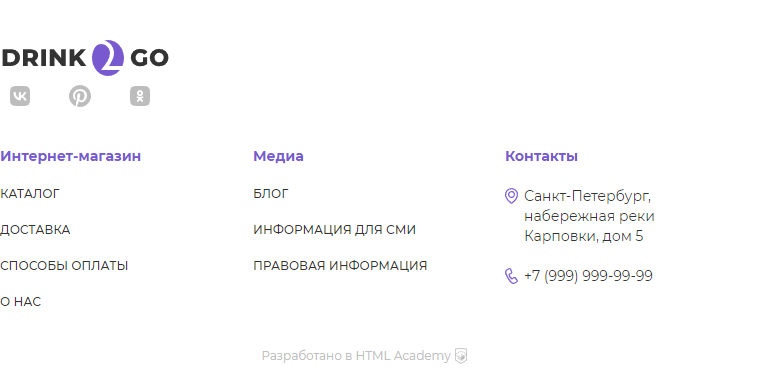 DRINK 2 GO
Интернет-магазин
КАТАЛОГ
ДОСТАВКА
СПОСОБЫ ОПЛАТЫ
О НАС
Медиа
БЛОГ
ИНФОРМАЦИЯ ДЛЯ СМИ
ПРАВОВАЯ ИНФОРМАЦИЯ
Контакты
Санкт-Петербург,
набережная реки
Карповки, дом 5
+7 (999) 999-99-99
Разработано в HTML Academy